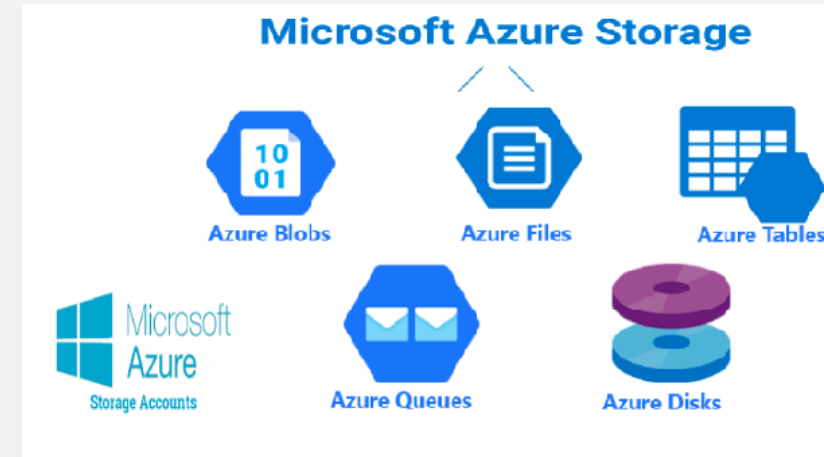 Microsoft Azure Storage
10
01
Azure Blobs
Azure Files
Azure Tables
Microsoft
Azure
Storage Accounts
Azure Queues
Azure Disks